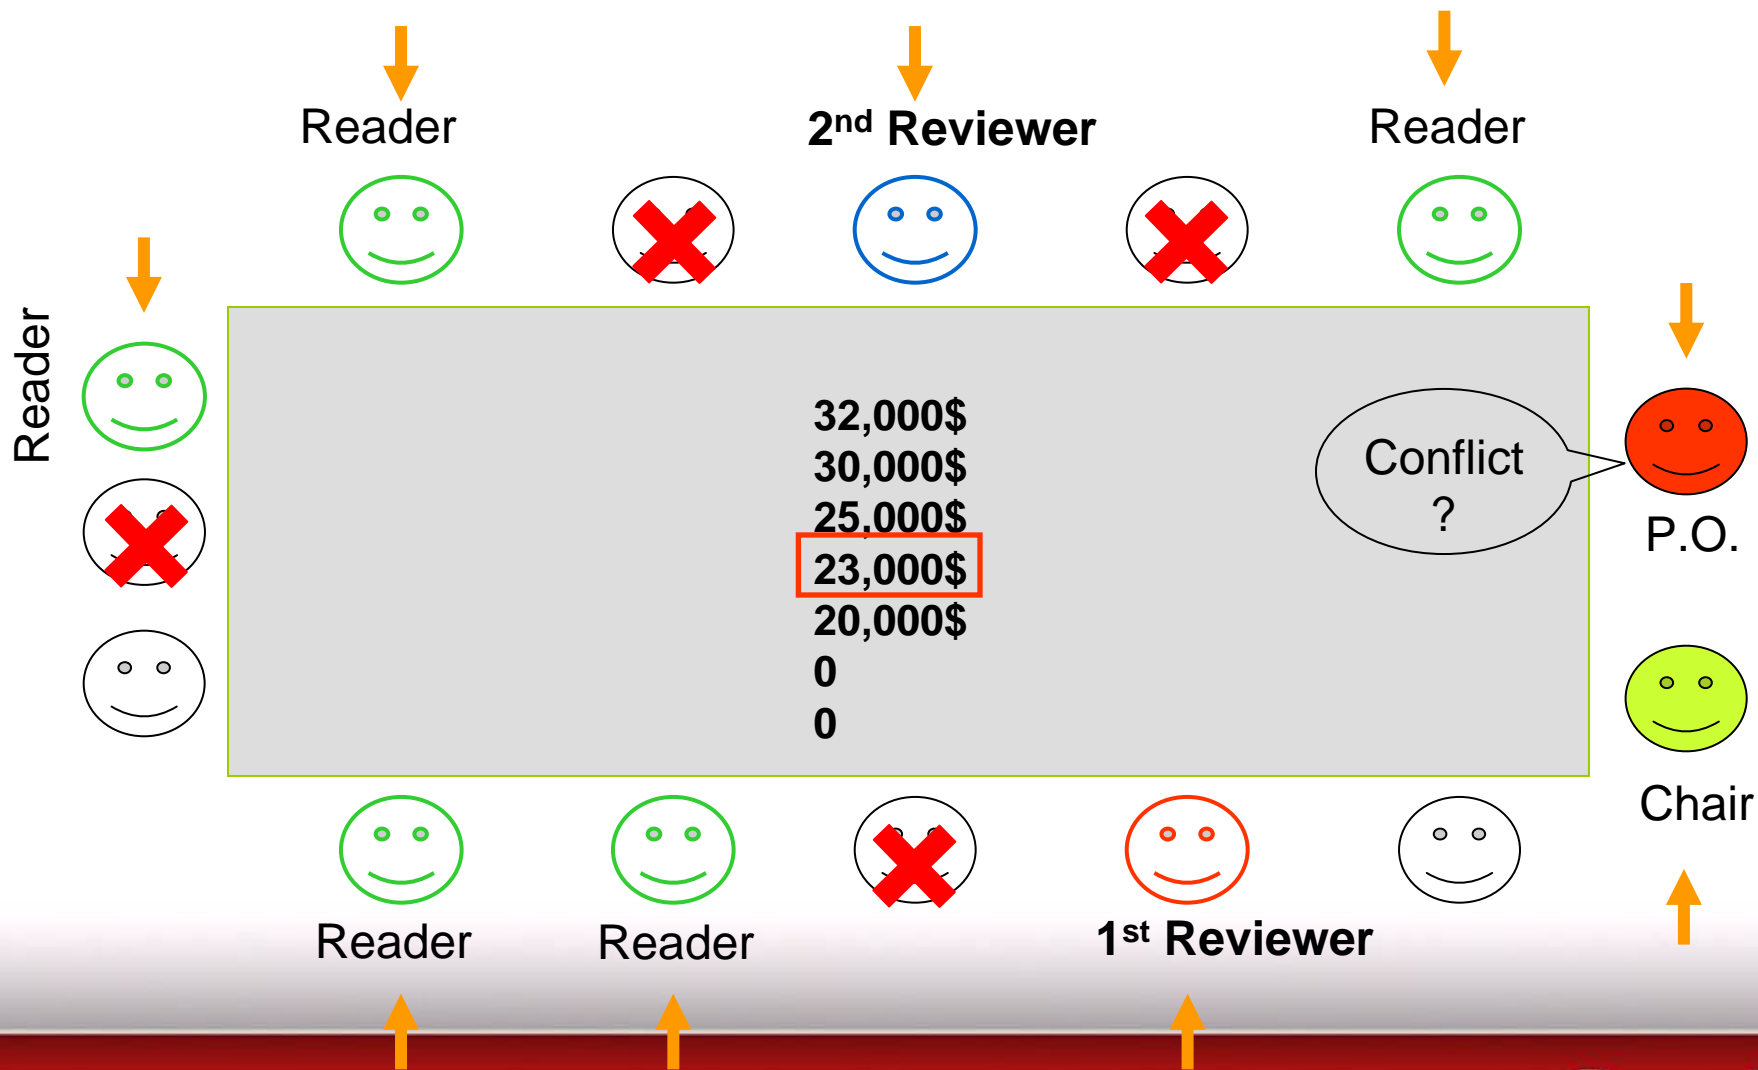 Reader
2nd Reviewer
Reader
Reader
32,000$
30,000$
25,000$
23,000$
20,000$
0
0
Conflict
?
P.O.
Chair
Reader
Reader
1st Reviewer